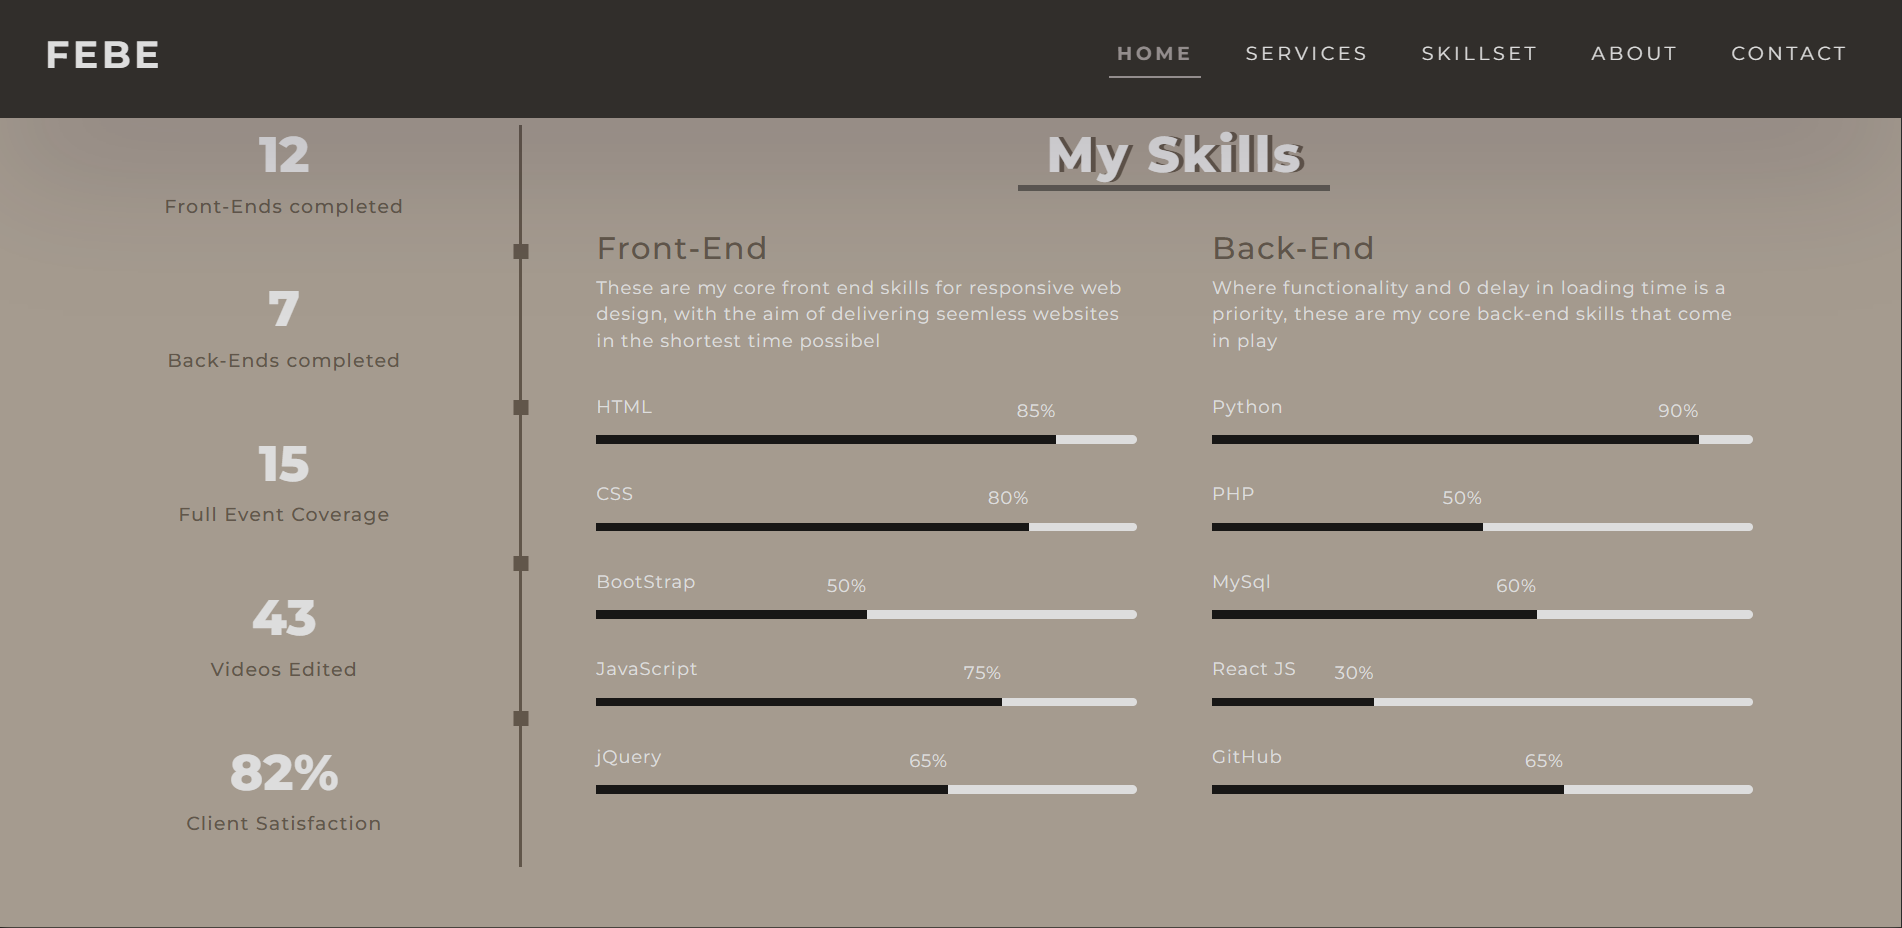 FEBE
HOME SERVICES SKILLSET ABOUT CONTACT
12
Front-Ends completed
7
Back-Ends completed
15
Full Event Coverage
43
Videos Edited
82%
Client Satisfaction
My Skills
Front-End
These are my core front end skills for responsive web
design, with the aim of delivering seemless websites
in the shortest time possibel
HTML 85%
CSS 80%
BootStrap 50%
JavaScript 75%
jQuery 65%
Back-End
Where functionality and 0 delay in loading time is a
priority, these are my core back-end skills that come
in play
Python 90%
PHP 50%
MySql 60%
React JS 30%
GitHub 65%